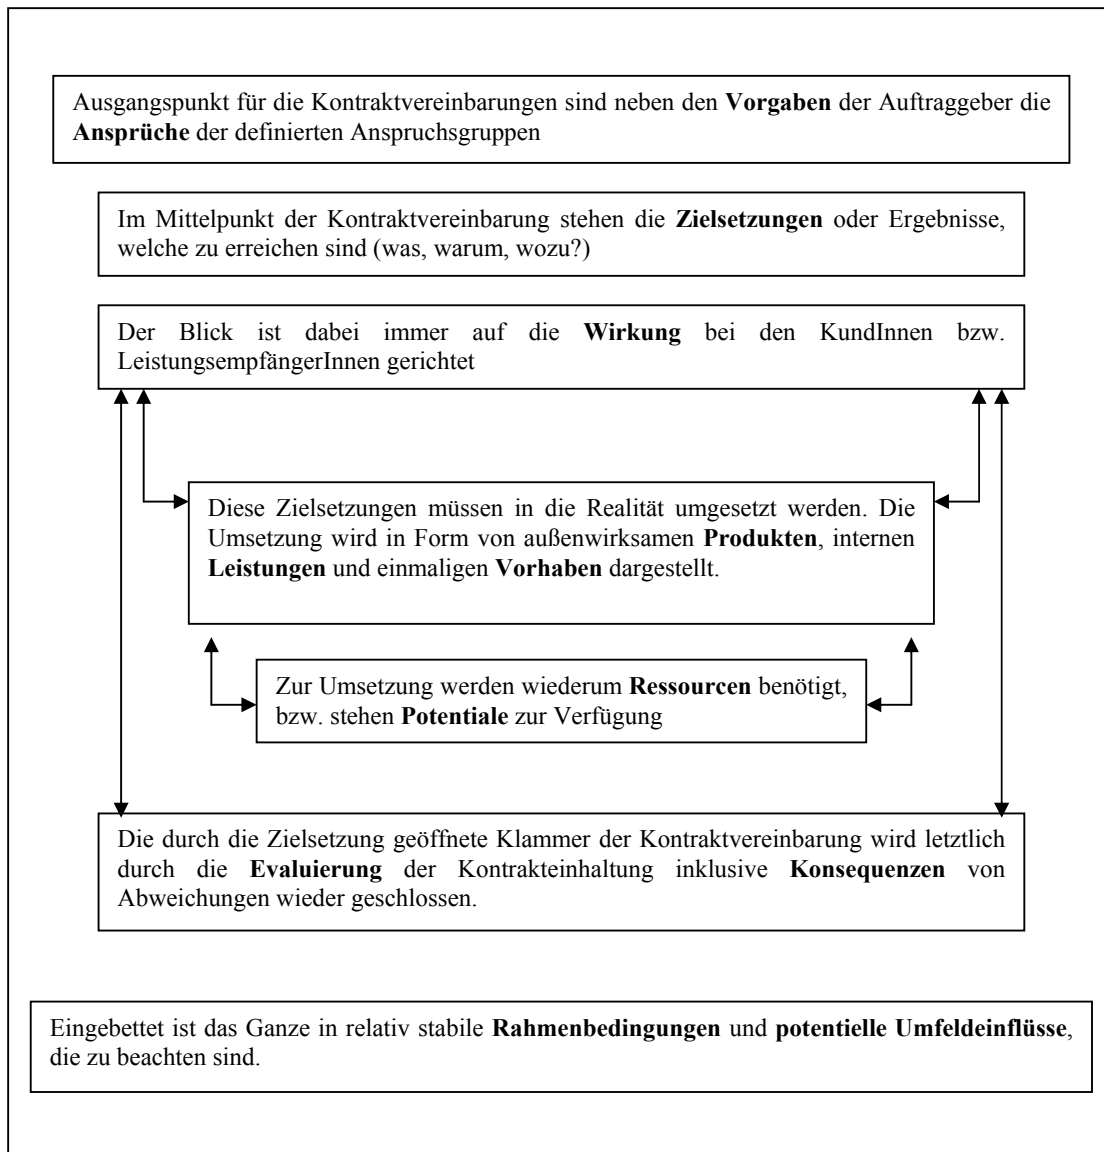 Ausgangspunkt für die Kontraktvereinbarungen sind neben den Vorgaben der Auftraggeber die
Ansprüche der definierten Anspruchsgruppen
Im Mittelpunkt der Kontraktvereinbarung stehen die Zielsetzungen oder Ergebnisse,
welche zu erreichen sind (was, warum, wozu?)
Der Blick ist dabei immer auf die Wirkung bei den KundInnen bzw.
LeistungsempfängerInnen gerichtet
Diese Zielsetzungen müssen in die Realität umgesetzt werden. Die
Umsetzung wird in Form von außenwirksamen Produkten, internen
Leistungen und einmaligen Vorhaben dargestellt.
Zur Umsetzung werden wiederum Ressourcen benötigt,
bzw. stehen Potentiale zur Verfügung
Die durch die Zielsetzung geöffnete Klammer der Kontraktvereinbarung wird letztlich
durch die Evaluierung der Kontrakteinhaltung inklusive Konsequenzen von
Abweichungen wieder geschlossen.
Eingebettet ist das Ganze in relativ stabile Rahmenbedingungen und potentielle Umfeldeinflüsse,
die zu beachten sind.